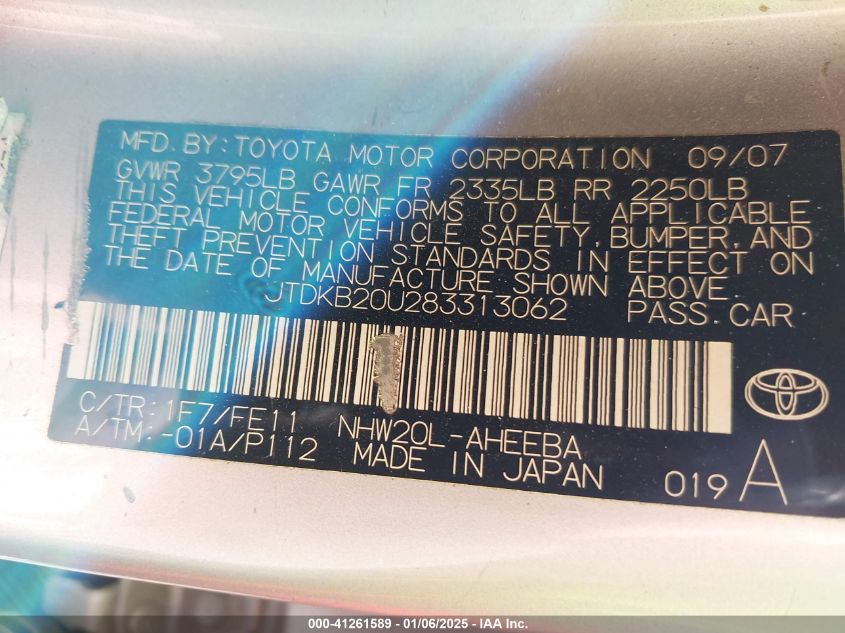 MFD.BY:TOYOTA MOTOR CORPORATION 09/07
GVWR 3795LB GAWR FR 2335LB RR 2250LB
THIS VEHICLE CONFORMS TO ALL APPLICABLE
FEDERAL MOTOR VEHICLE SAFETY,BUMPER,AND
THEFT PREVENTION STANDARDS IN EFFECT ON
THE DATE OF MANUFACTURE SHOWN ABOVE.
JTDKB20U283313062 PASS.CAR
C/TR:1F7/FE11 NHW20L-AHEEBA
A/TM:-01A/P112 MADE IN JAPAN 019 A
000-41261589 - 01/06/2025 - IAA Inc.